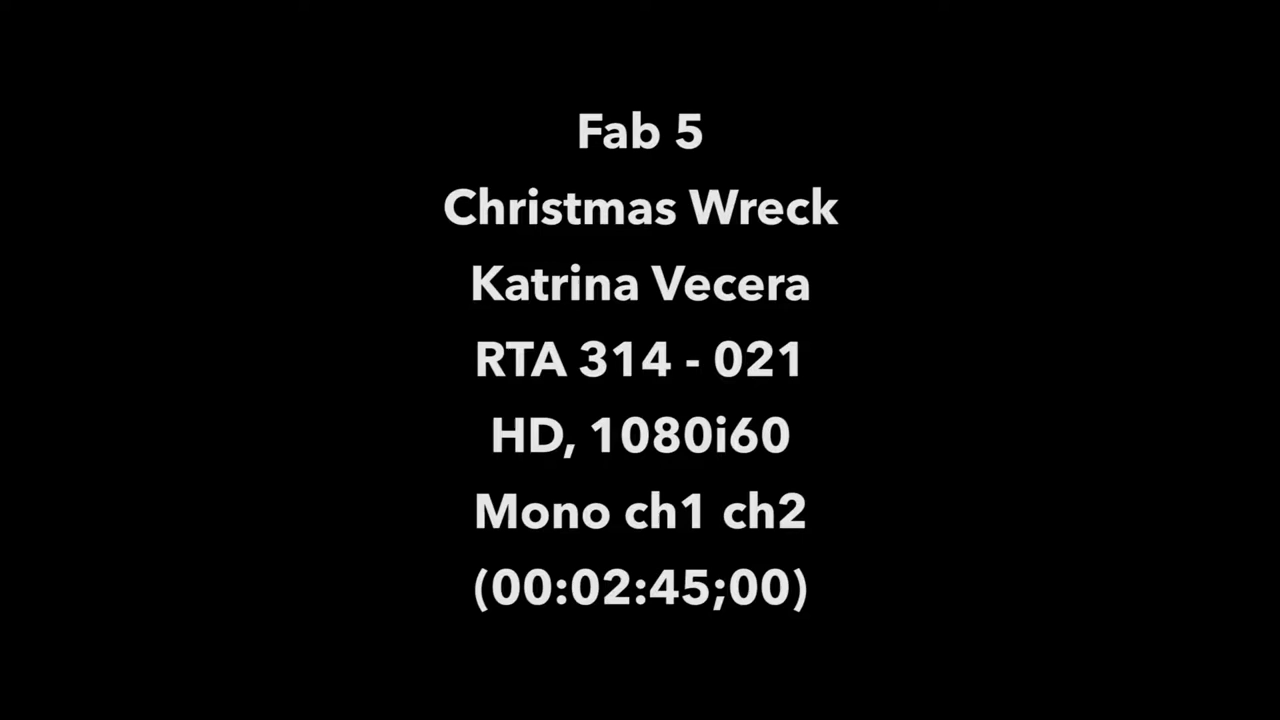 Fab 5
Christmas Wreck
Katrina Vecera
RTA 314 - 021
HD, 1080i60
Mono ch1 ch2
(00:02:45;00)